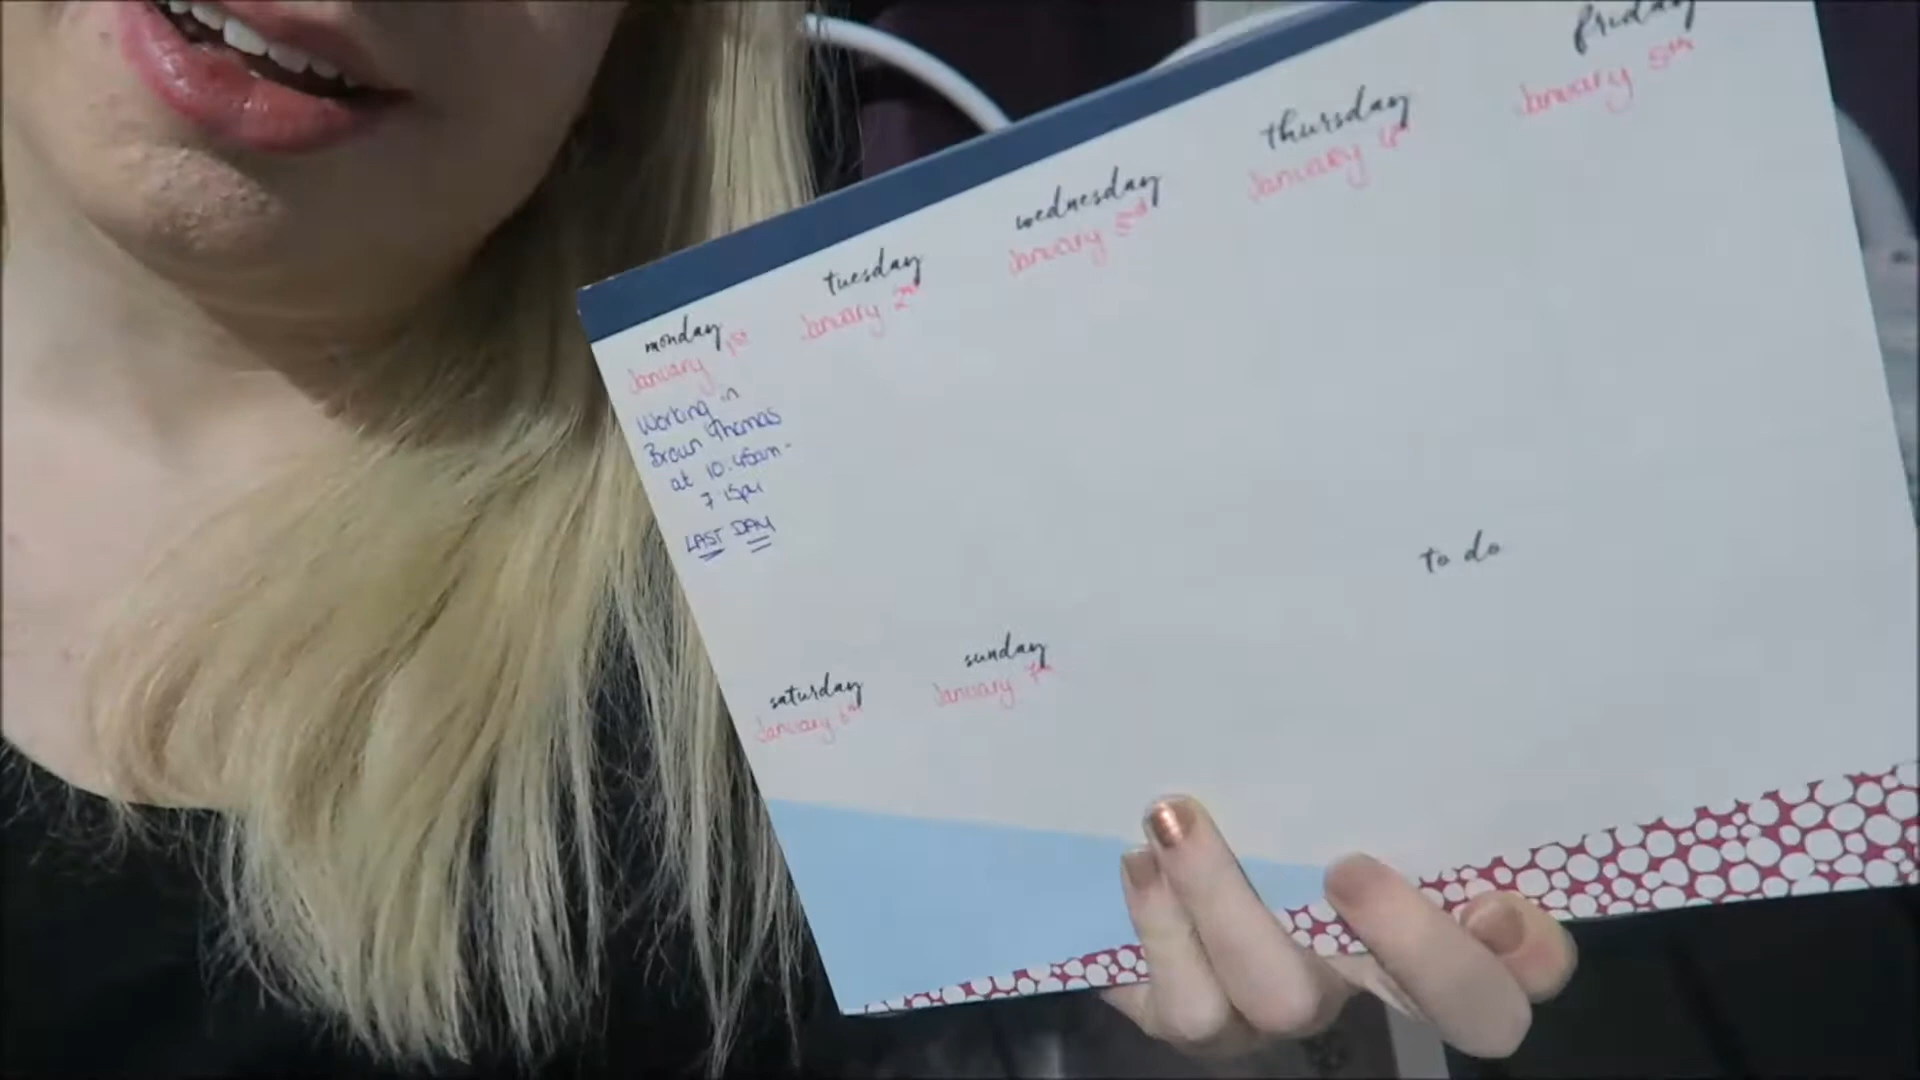 monday
January 1st
Working in
Brown Thomas
at 10.45am -
7.15pm
LAST DAY
tuesday
January 2nd
wednesday
January 3rd
thursday
January 4th
friday
January 5th
saturday
January 6th
sunday
January 7th
to do